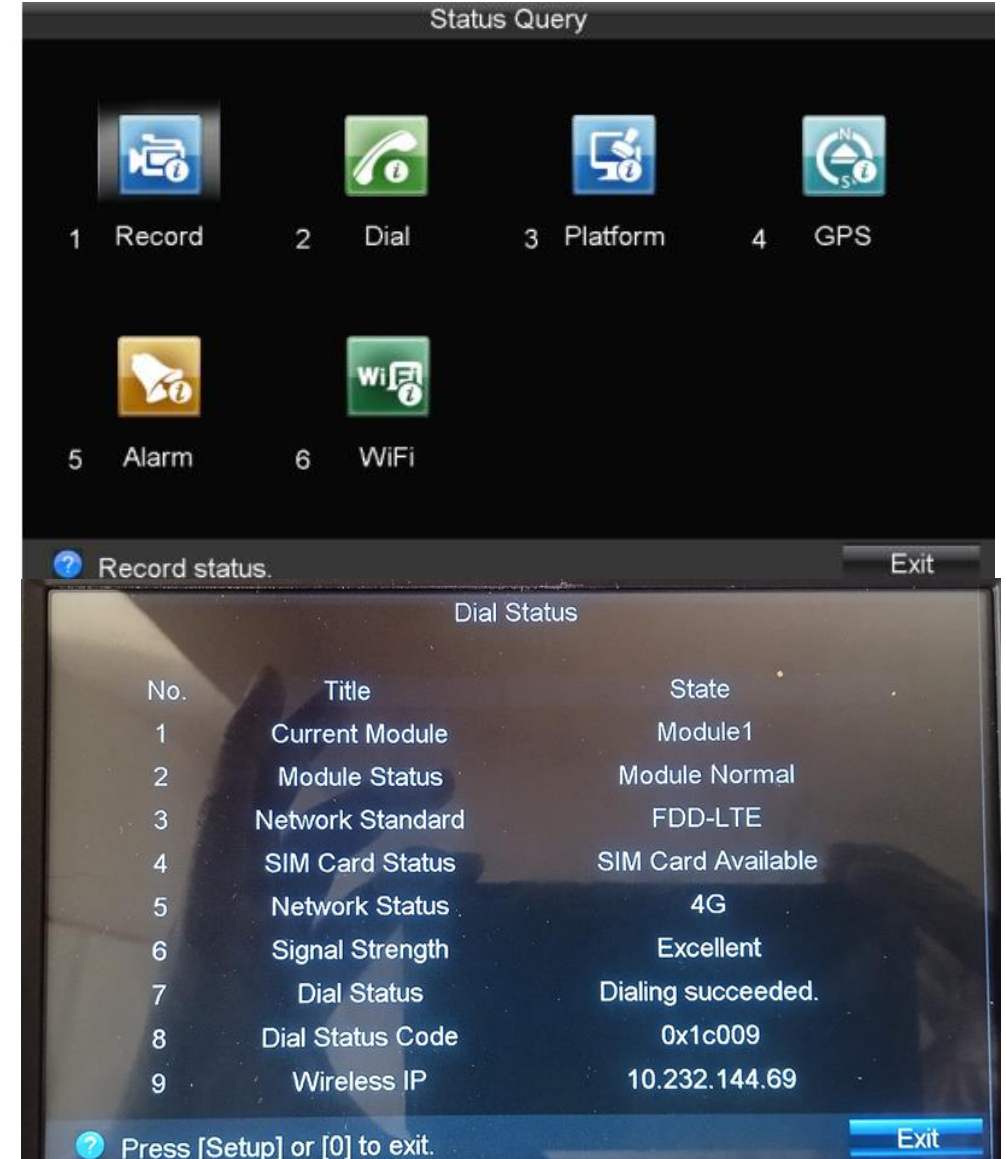 Status Query
1 Record 2 Dial 3 Platform 4 GPS
5 Alarm 6 WiFi
Record status. Exit
Dial Status
No. Title State
1 Current Module Module1
2 Module Status Module Normal
3 Network Standard FDD-LTE
4 SIM Card Status SIM Card Available
5 Network Status 4G
6 Signal Strength Excellent
7 Dial Status Dialing succeeded.
8 Dial Status Code 0x1c009
9 Wireless IP 10.232.144.69
Press [Setup] or [0] to exit. Exit